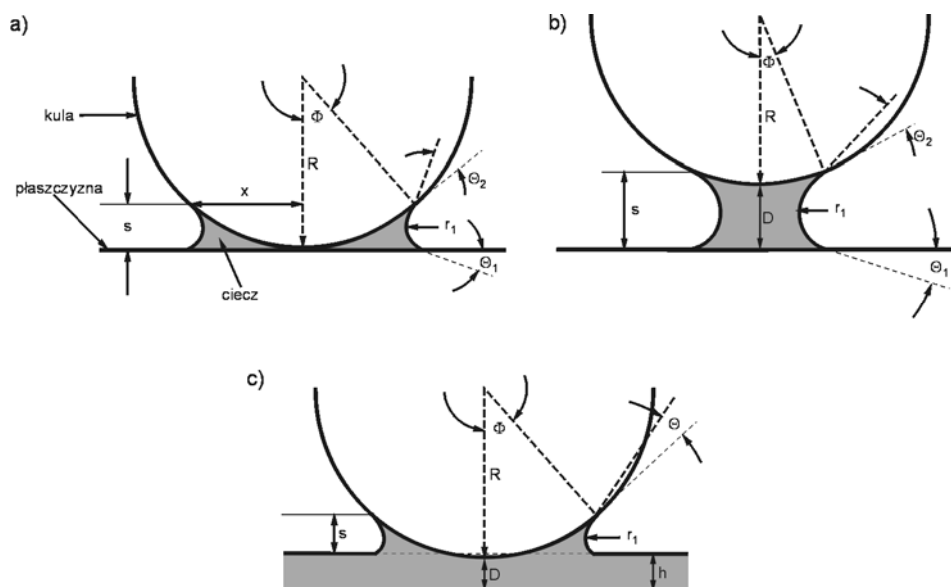 a)
kula
Φ
R
x
Θ₂
płaszczyzna
s
r₁
Θ₁
ciecz
b)
Φ
R
Θ₂
s
D
r₁
Θ₁
c)
Φ
Θ
R
s
r₁
D
h